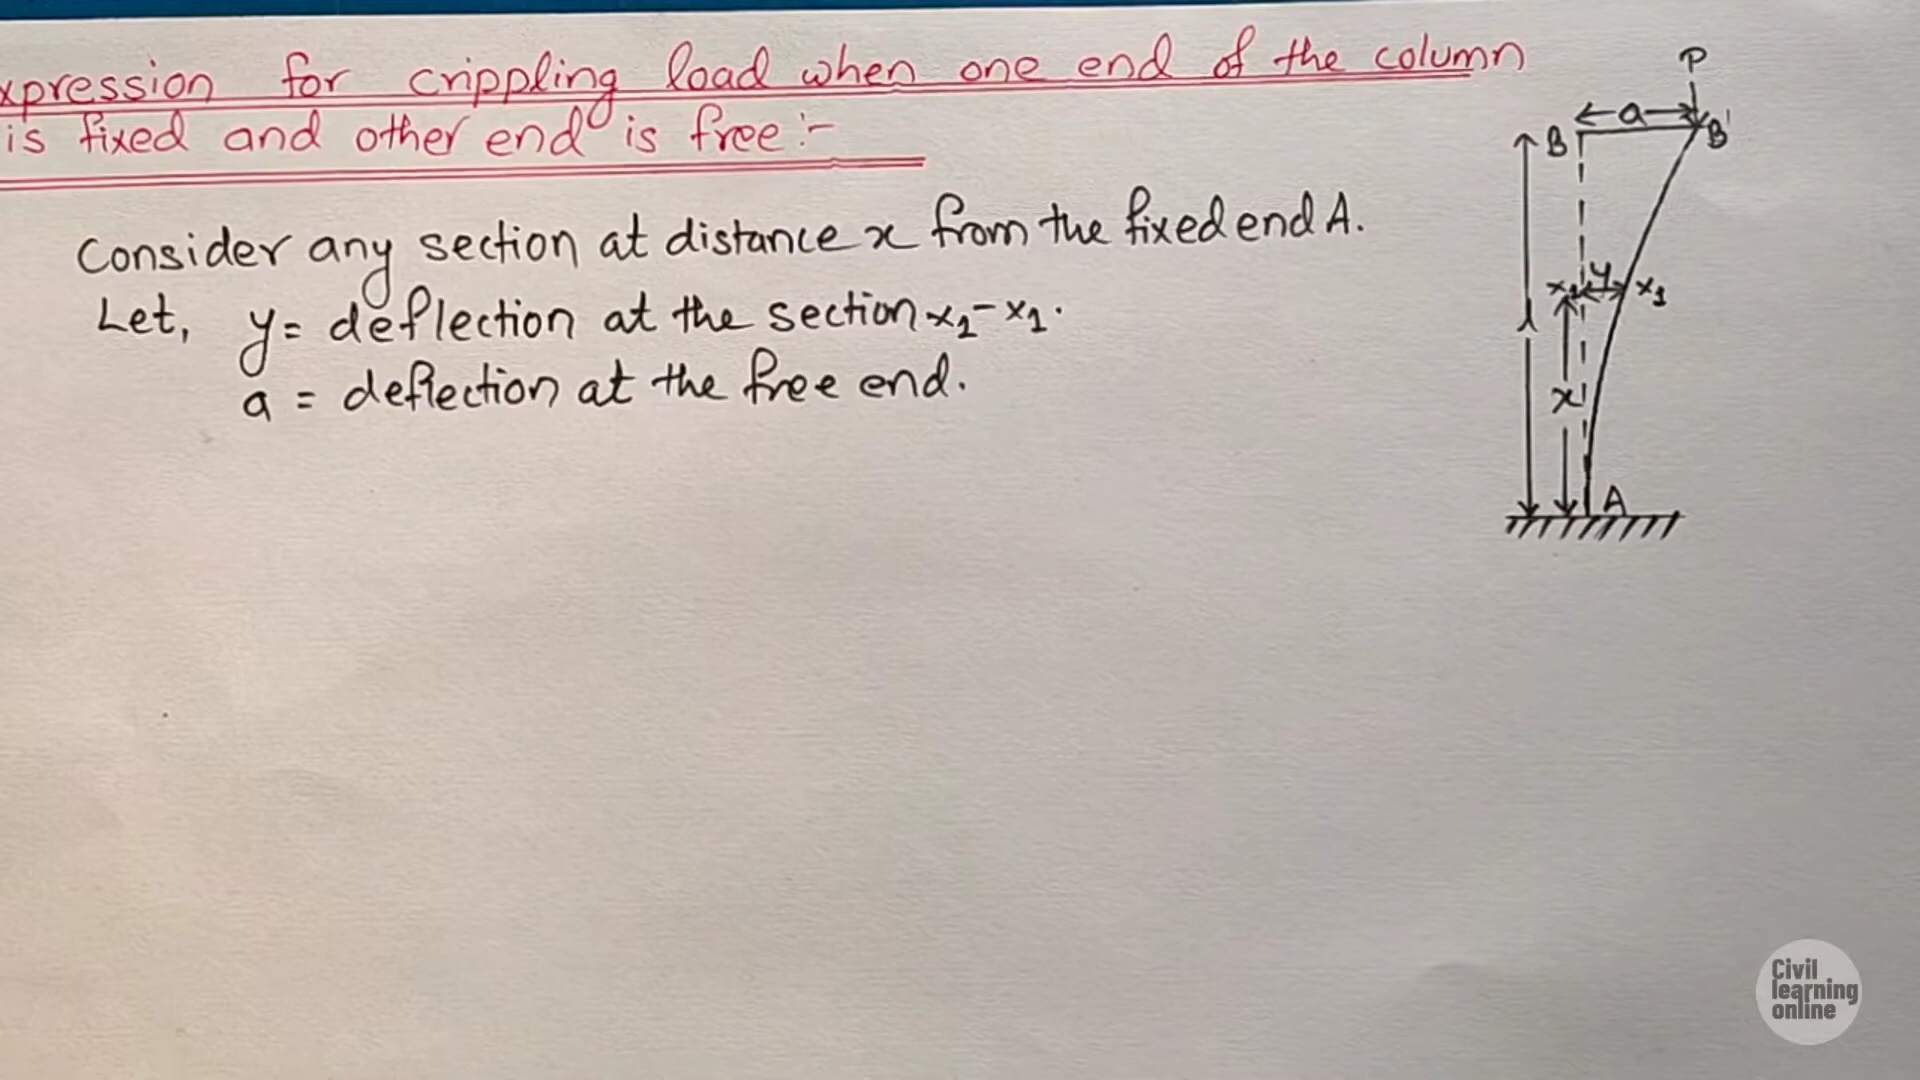 xpression for crippling load when one end of the column
is fixed and other end is free :-
Consider any section at distance x from the fixed end A.
Let, y = deflection at the section x₂ - x₁.
a = deflection at the free end.
P
a
B
B'
y
x₁
l
x
A
Civil
learning
online